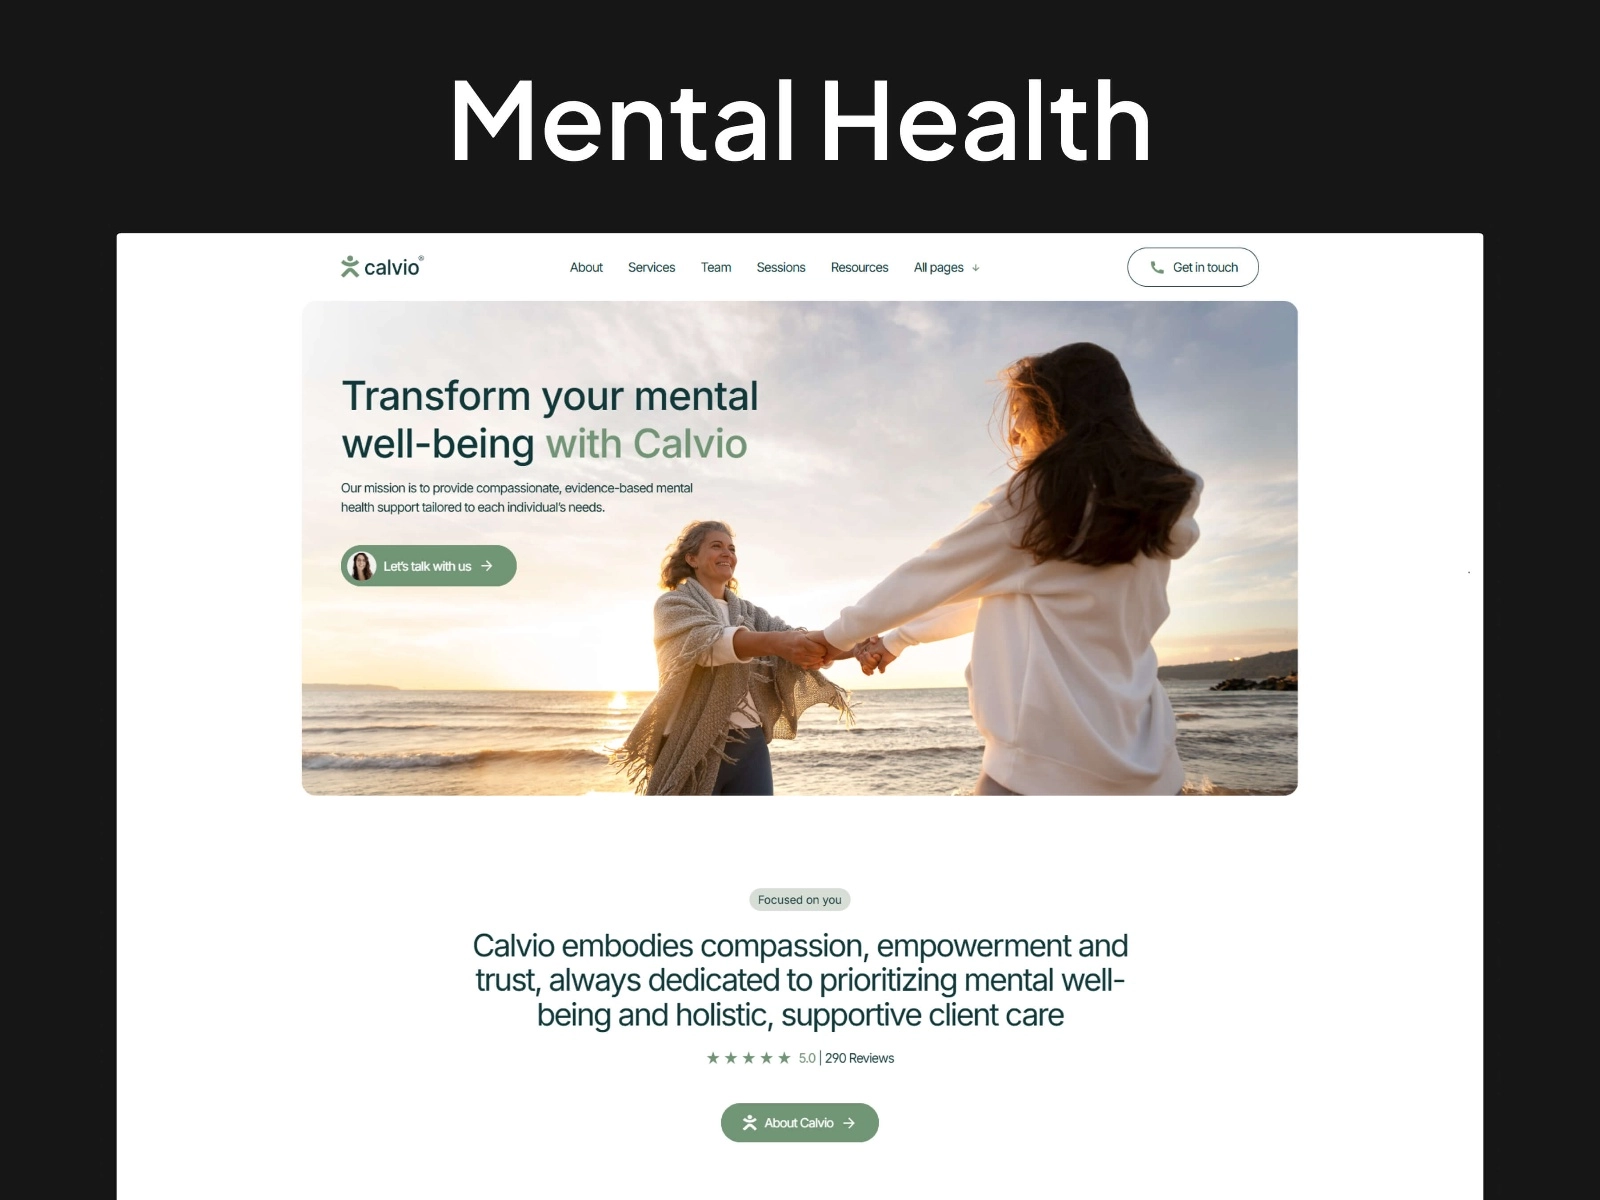 Mental Health
calvio®
About Services Team Sessions Resources All pages ↓
Get in touch
Transform your mental
well-being with Calvio
Our mission is to provide compassionate, evidence-based mental
health support tailored to each individual's needs.
Let's talk with us →
Focused on you
Calvio embodies compassion, empowerment and
trust, always dedicated to prioritizing mental well-
being and holistic, supportive client care
★ ★ ★ ★ ★ 5.0 | 290 Reviews
About Calvio →